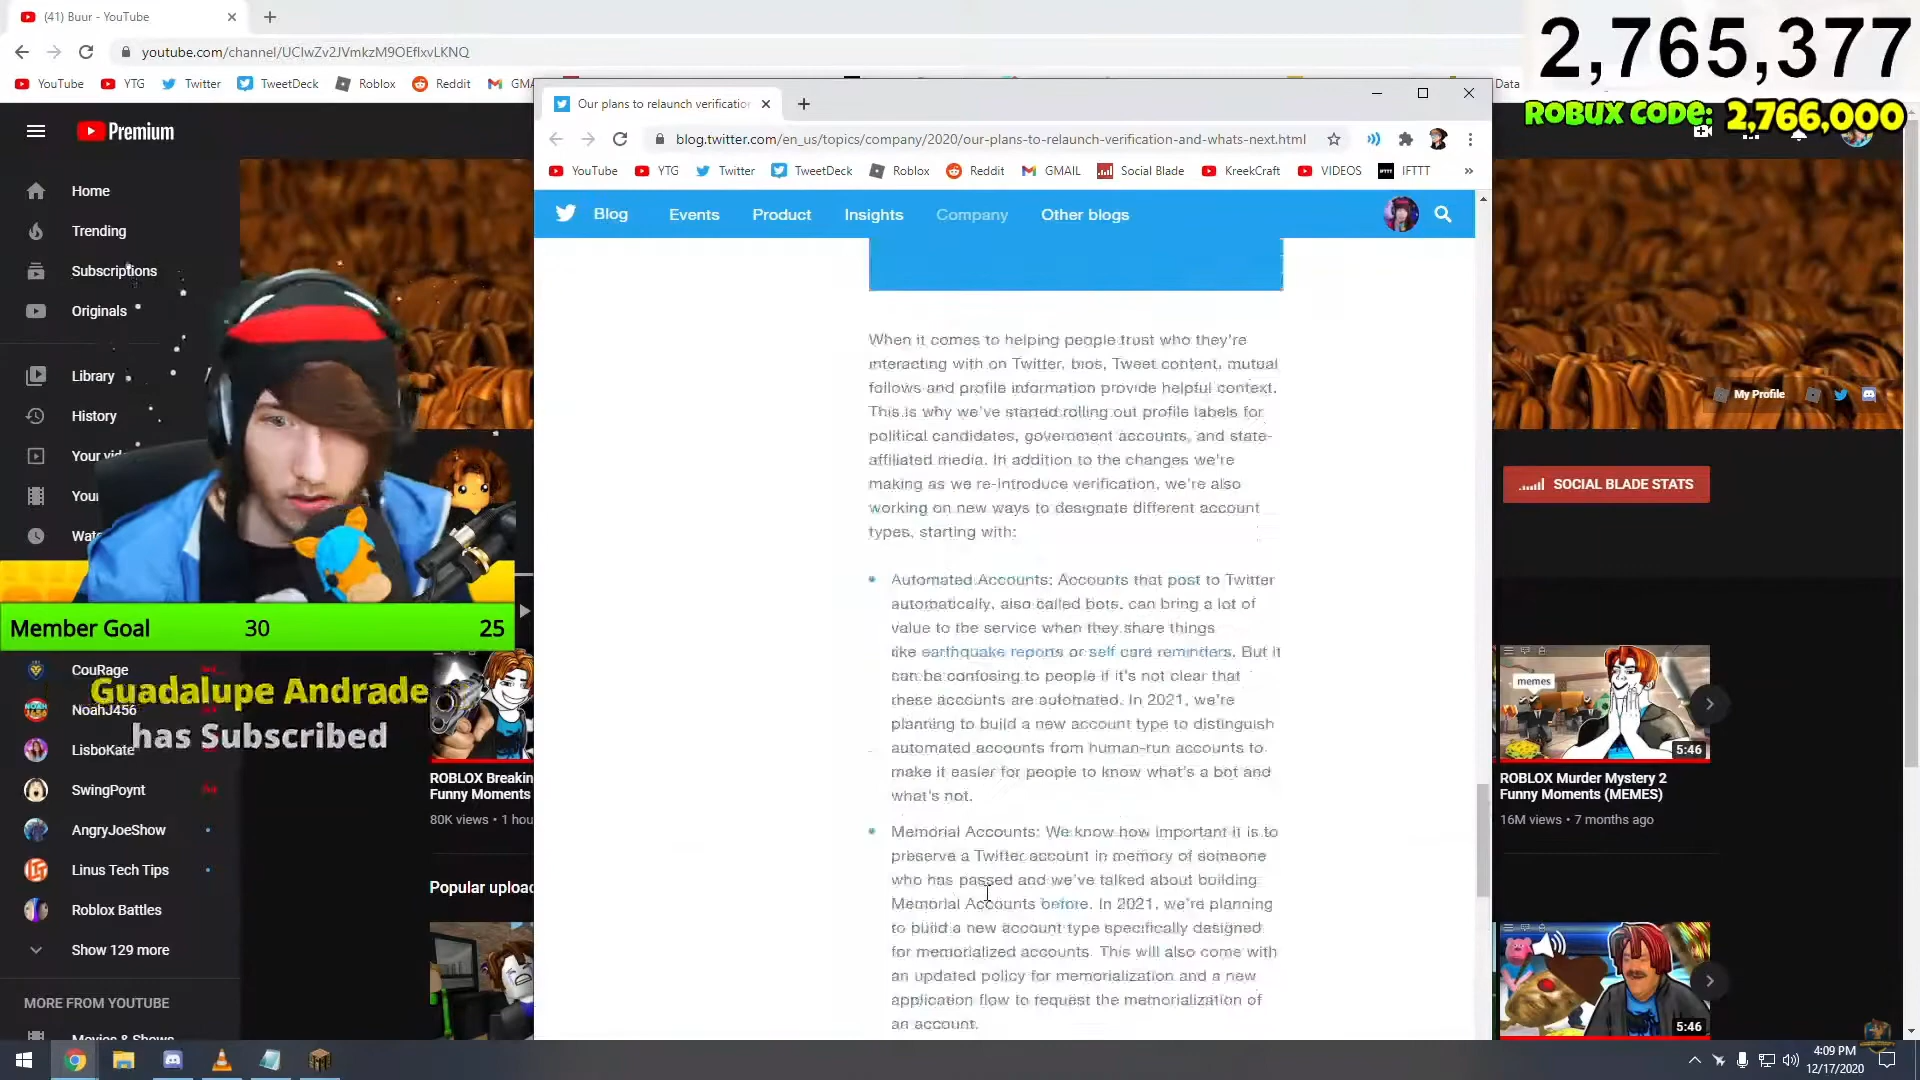 (41) Buur - YouTube
youtube.com/channel/UClwZv2JVmkzM9OEflxvLKNQ
YouTube YTG Twitter TweetDeck Roblox Reddit
Data
2,765,377
ROBUX CODE: 2,766,000
Premium
Home
Trending
Subscriptions
Originals
Library
History
Member Goal 30 25
CouRage
NoahJ456
LisboKate
SwingPoynt
AngryJoeShow
Linus Tech Tips
Roblox Battles
Show 129 more
MORE FROM YOUTUBE
Movies & Shows
Guadalupe Andrade
has Subscribed
ROBLOX Breakin
Funny Moments
80K views • 1 hou
Popular uploa
Our plans to relaunch verificatio
blog.twitter.com/en_us/topics/company/2020/our-plans-to-relaunch-verification-and-whats-next.html
YouTube YTG Twitter TweetDeck Roblox Reddit GMAIL Social Blade KreekCraft VIDEOS IFTTT »
Blog Events Product Insights Company Other blogs
When it comes to helping people trust who they're
interacting with on Twitter, bios, Tweet content, mutual
follows and profile information provide helpful context.
This is why we've started rolling out profile labels for
political candidates, government accounts, and state-
affiliated media. In addition to the changes we're
making as we re-introduce verification, we're also
working on new ways to designate different account
types, starting with:
• Automated Accounts: Accounts that post to Twitter
automatically, also called bots, can bring a lot of
value to the service when they share things
like earthquake reports or self care reminders. But it
can be confusing to people if it's not clear that
these accounts are automated. In 2021, we're
planning to build a new account type to distinguish
automated accounts from human-run accounts to
make it easier for people to know what's a bot and
what's not.
• Memorial Accounts: We know how important it is to
preserve a Twitter account in memory of someone
who has passed and we've talked about building
Memorial Accounts before. In 2021, we're planning
to build a new account type specifically designed
for memorialized accounts. This will also come with
an updated policy for memorialization and a new
application flow to request the memorialization of
an account.
My Profile
SOCIAL BLADE STATS
memes
5:46
ROBLOX Murder Mystery 2
Funny Moments (MEMES)
16M views • 7 months ago
5:46
4:09 PM
12/17/2020